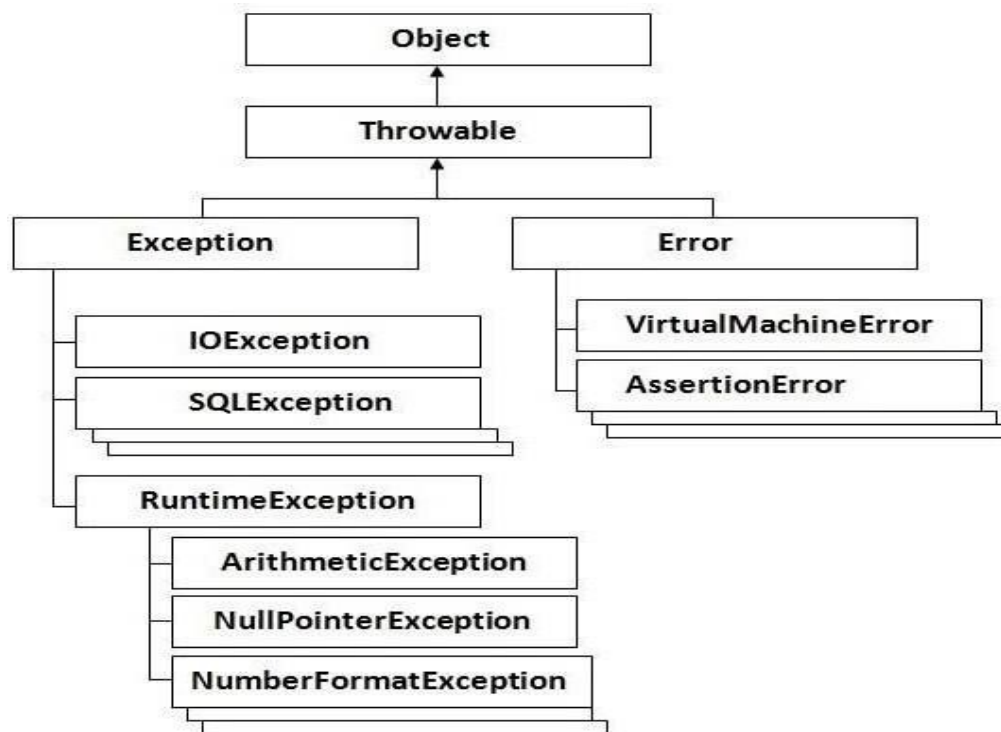 Object
Throwable
Exception
Error
IOException
SQLException
RuntimeException
ArithmeticException
NullPointerException
NumberFormatException
VirtualMachineError
AssertionError